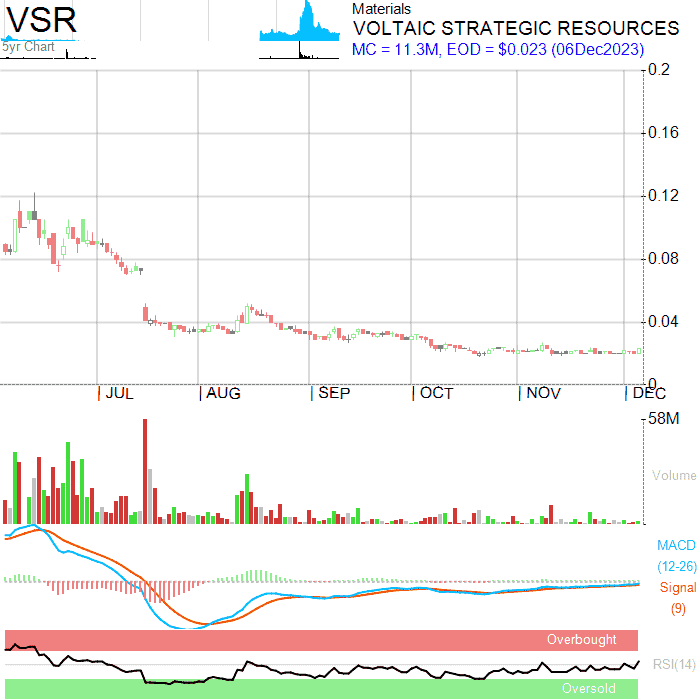 VSR
5yr Chart
Materials
VOLTAIC STRATEGIC RESOURCES
MC = 11.3M, EOD = $0.023 (06Dec2023)
0.2
0.16
0.12
0.08
0.04
0
JUL AUG SEP OCT NOV DEC
58M
Volume
MACD
(12-26)
Signal
(9)
Overbought
RSI(14)
Oversold